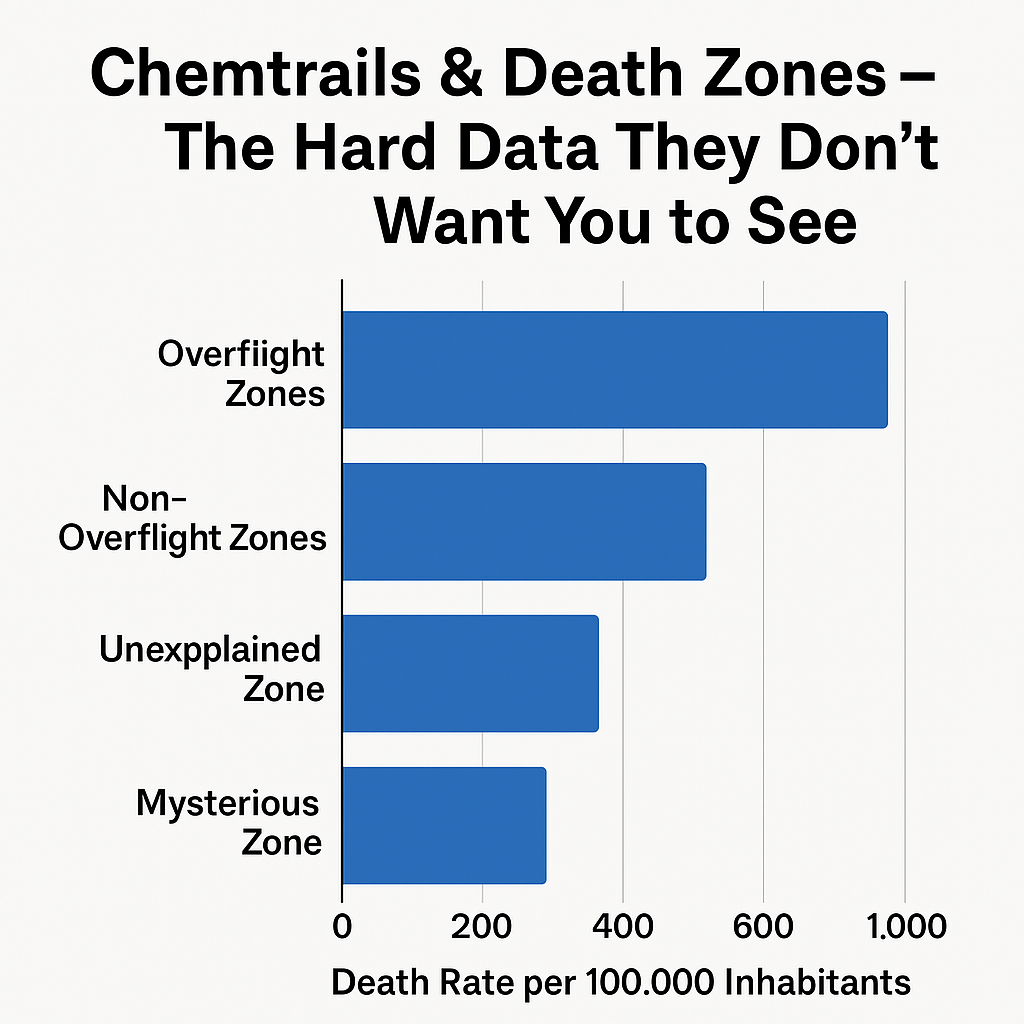 Chemtrails & Death Zones –
The Hard Data They Don’t
Want You to See
Overfiight
Zones
Non–
Overflight Zones
Unexpplained
Zone
Mysterious
Zone
0 200 400 600 1.000
Death Rate per 100.000 Inhabitants